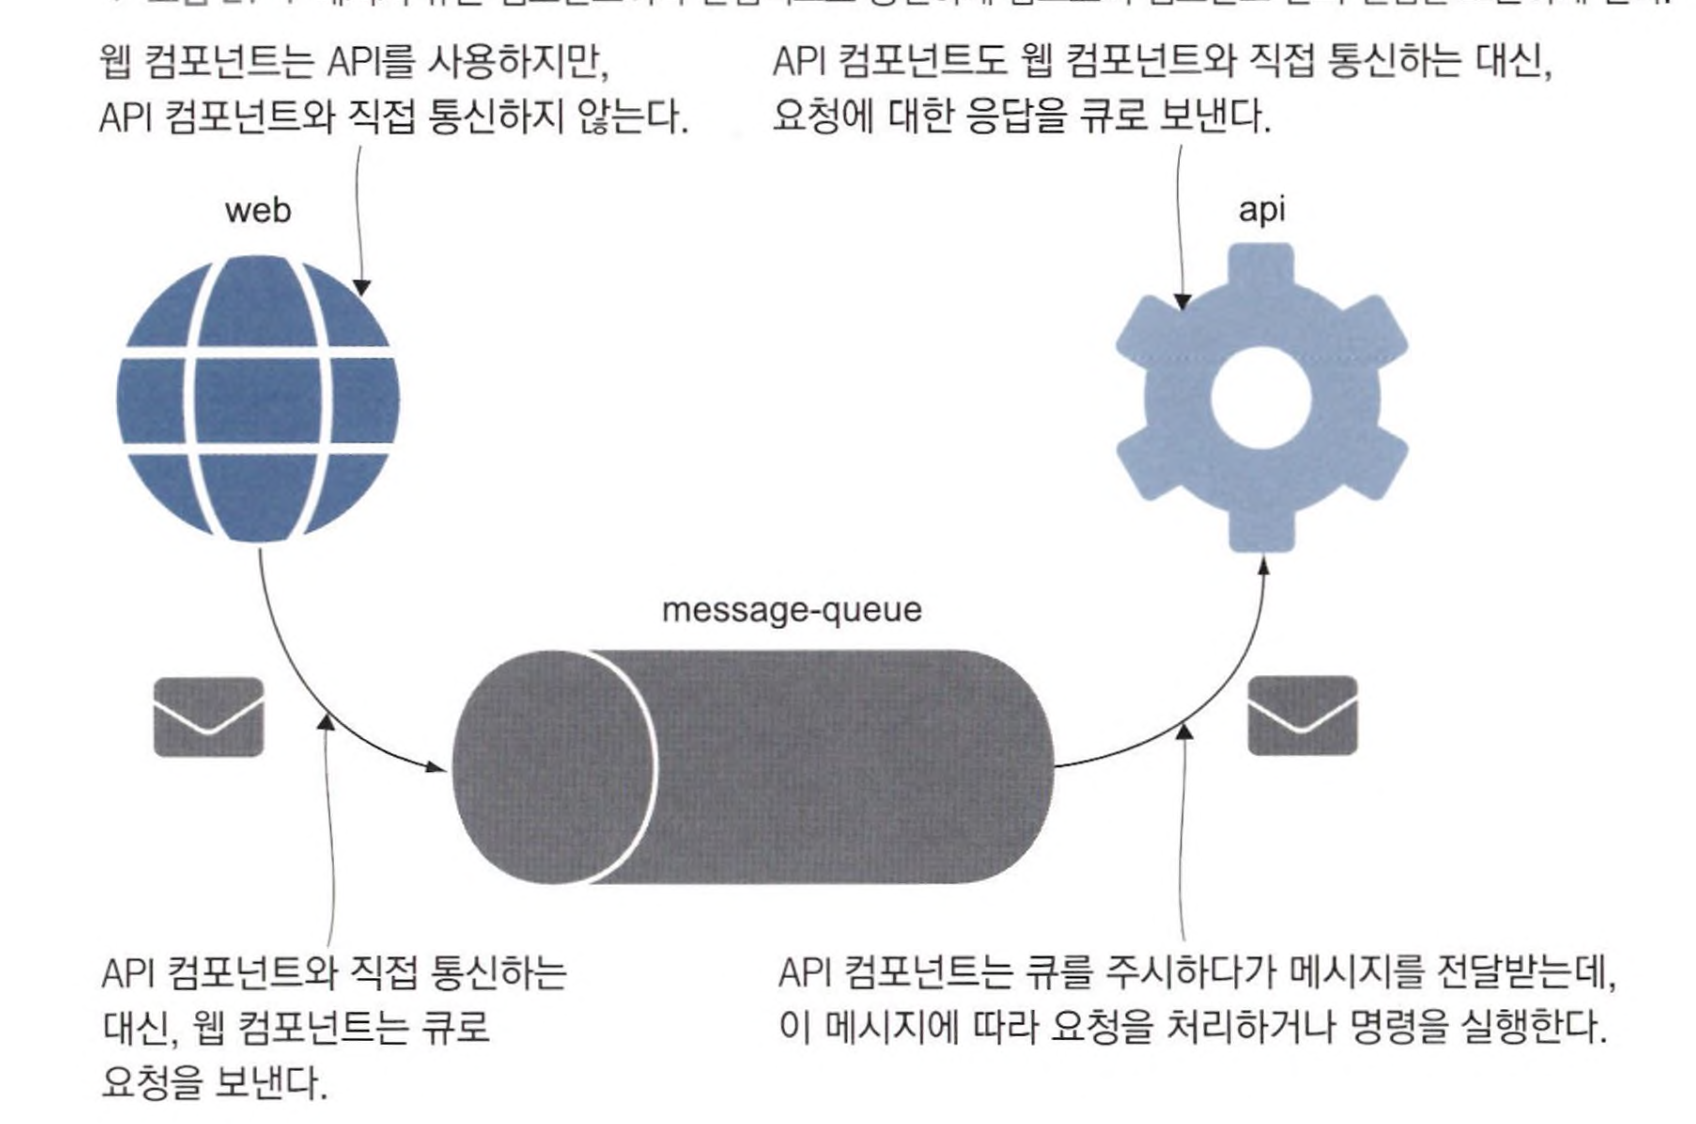 웹 컴포넌트는 API를 사용하지만,
API 컴포넌트와 직접 통신하지 않는다.
API 컴포넌트도 웹 컴포넌트와 직접 통신하는 대신,
요청에 대한 응답을 큐로 보낸다.
web
api
message-queue
API 컴포넌트와 직접 통신하는
대신, 웹 컴포넌트는 큐로
요청을 보낸다.
API 컴포넌트는 큐를 주시하다가 메시지를 전달받는데,
이 메시지에 따라 요청을 처리하거나 명령을 실행한다.